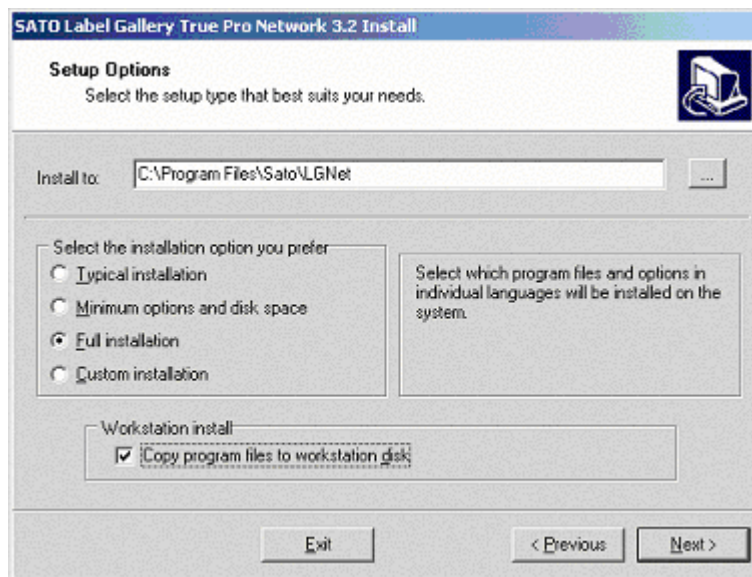 SATO Label Gallery True Pro Network 3.2 Install
Setup Options
Select the setup type that best suits your needs.
Install to:
C:\Program Files\Sato\LGNet
...
Select the installation option you prefer
Typical installation
Minimum options and disk space
Full installation
Custom installation
Select which program files and options in
individual languages will be installed on the
system.
Workstation install
Copy program files to workstation disk
Exit
< Previous
Next >